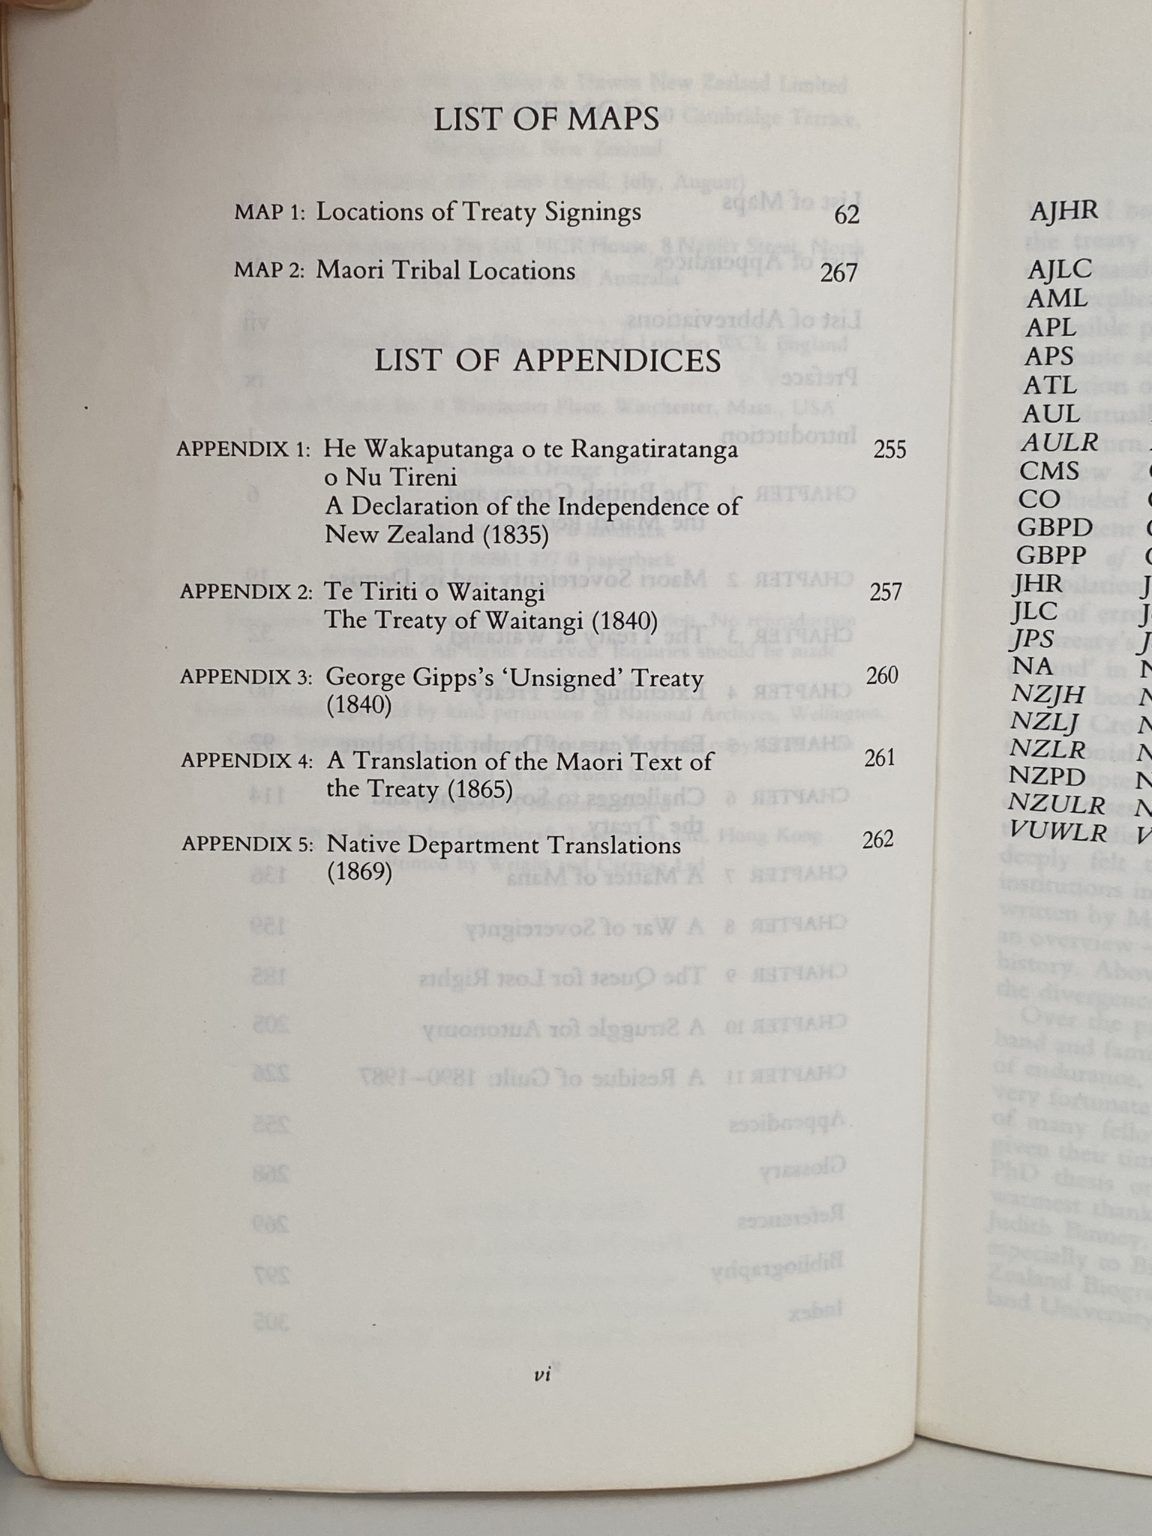 LIST OF MAPS
MAP 1: Locations of Treaty Signings 62
MAP 2: Maori Tribal Locations 267
LIST OF APPENDICES
APPENDIX 1: He Wakaputanga o te Rangatiratanga 255
o Nu Tireni
A Declaration of the Independence of
New Zealand (1835)
APPENDIX 2: Te Tiriti o Waitangi 257
The Treaty of Waitangi (1840)
APPENDIX 3: George Gipps's ‘Unsigned’ Treaty 260
(1840)
APPENDIX 4: A Translation of the Maori Text of 261
the Treaty (1865)
APPENDIX 5: Native Department Translations 262
(1869)
vi
AJHR
AJLC
AML
APL
APS
ATL
AUL
AULR
CMS
CO
GBPD
GBPP
JHR
JLC
JPS
NA
NZJH
NZLJ
NZLR
NZPD
NZULR
VUWLR